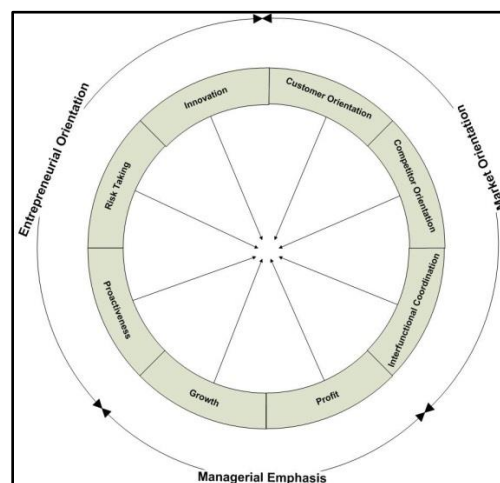 Innovation
Customer Orientation
Entrepreneurial Orientation
Market Orientation
Risk Taking
Competitor Orientation
Proactiveness
Interfunctional Coordination
Growth
Profit
Managerial Emphasis